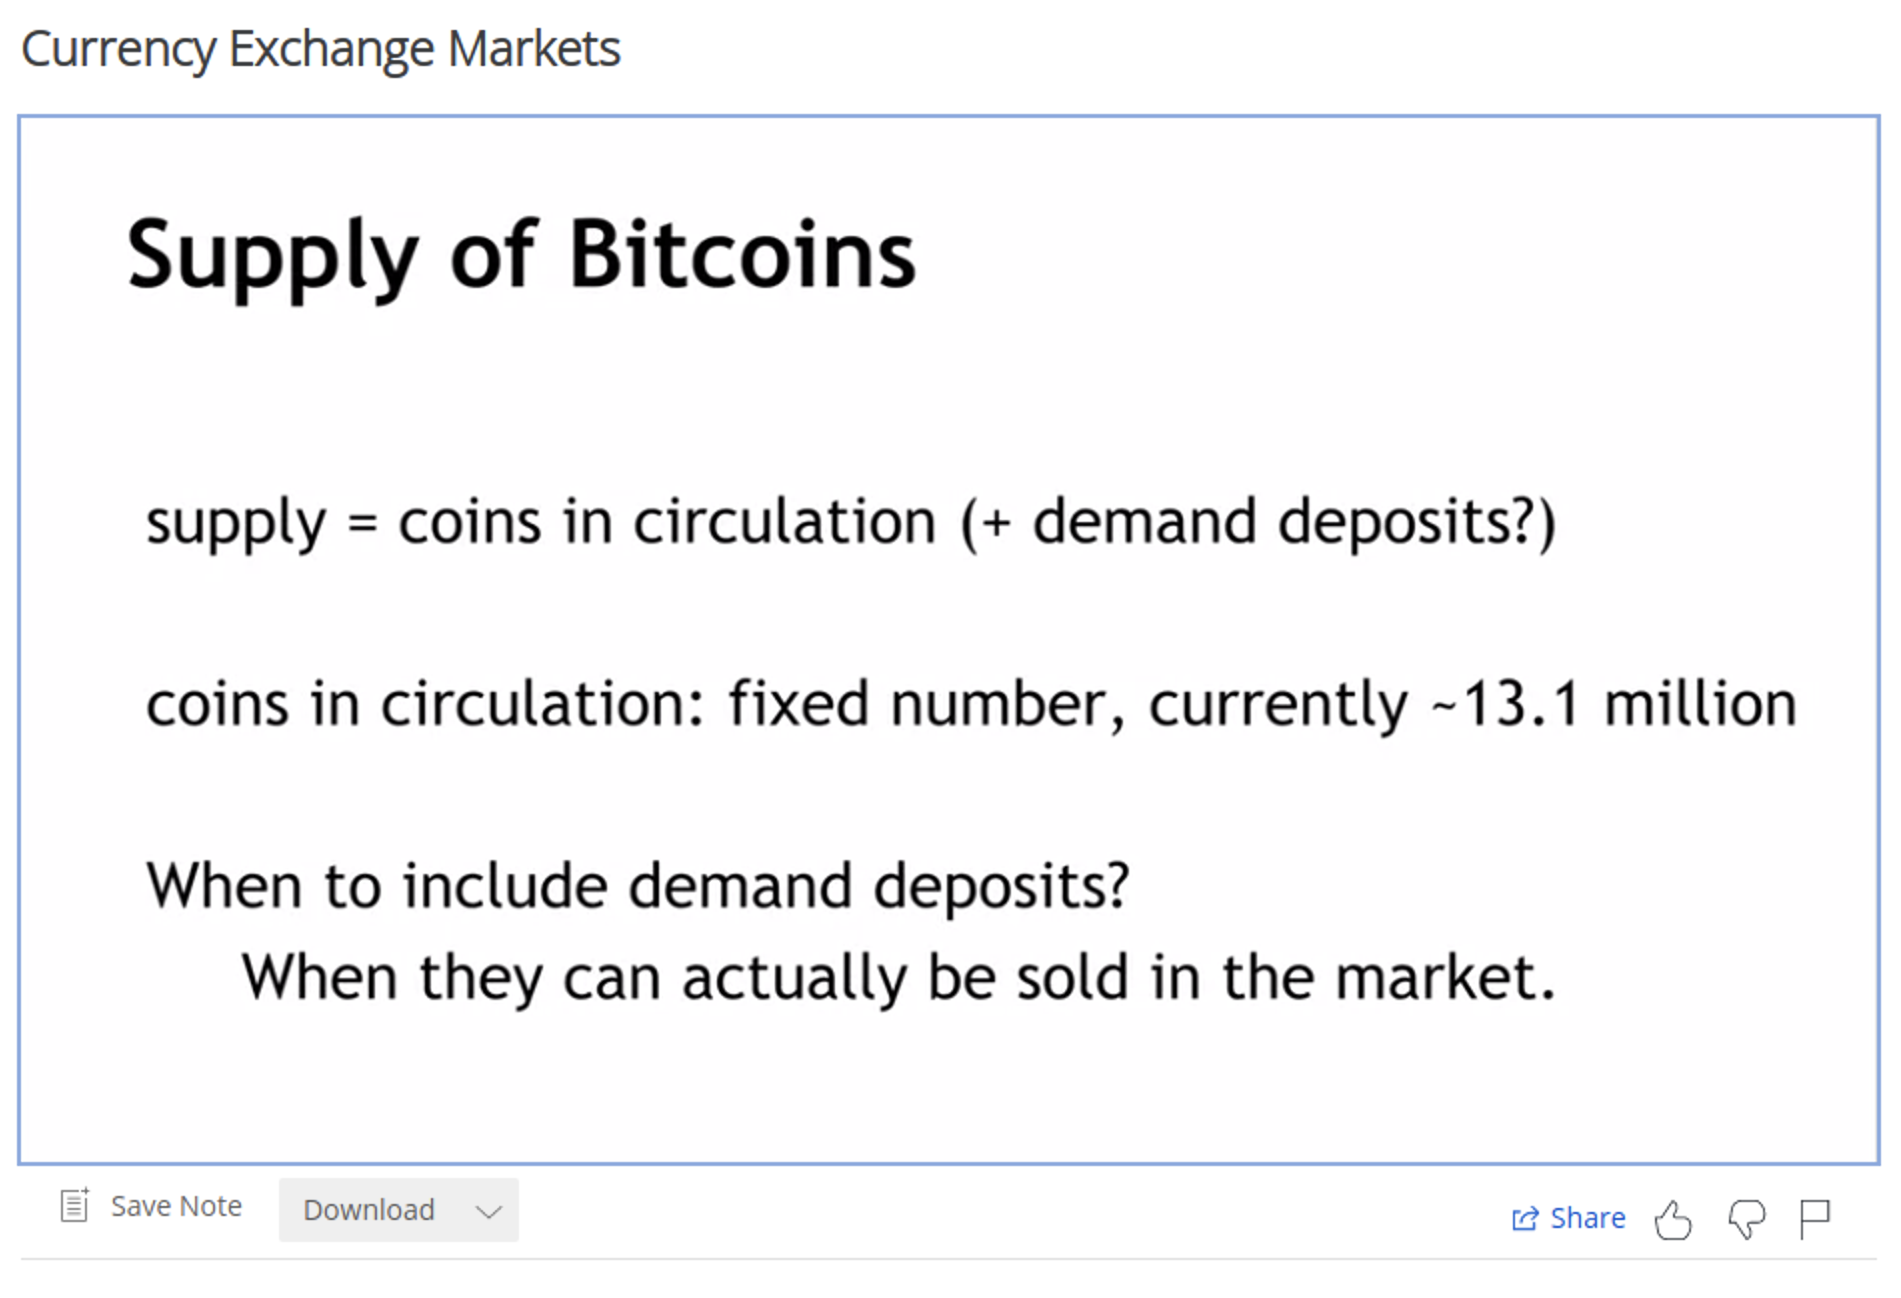 Currency Exchange Markets
Supply of Bitcoins
supply = coins in circulation (+ demand deposits?)
coins in circulation: fixed number, currently ~13.1 million
When to include demand deposits?
When they can actually be sold in the market.
Save Note
Download
Share